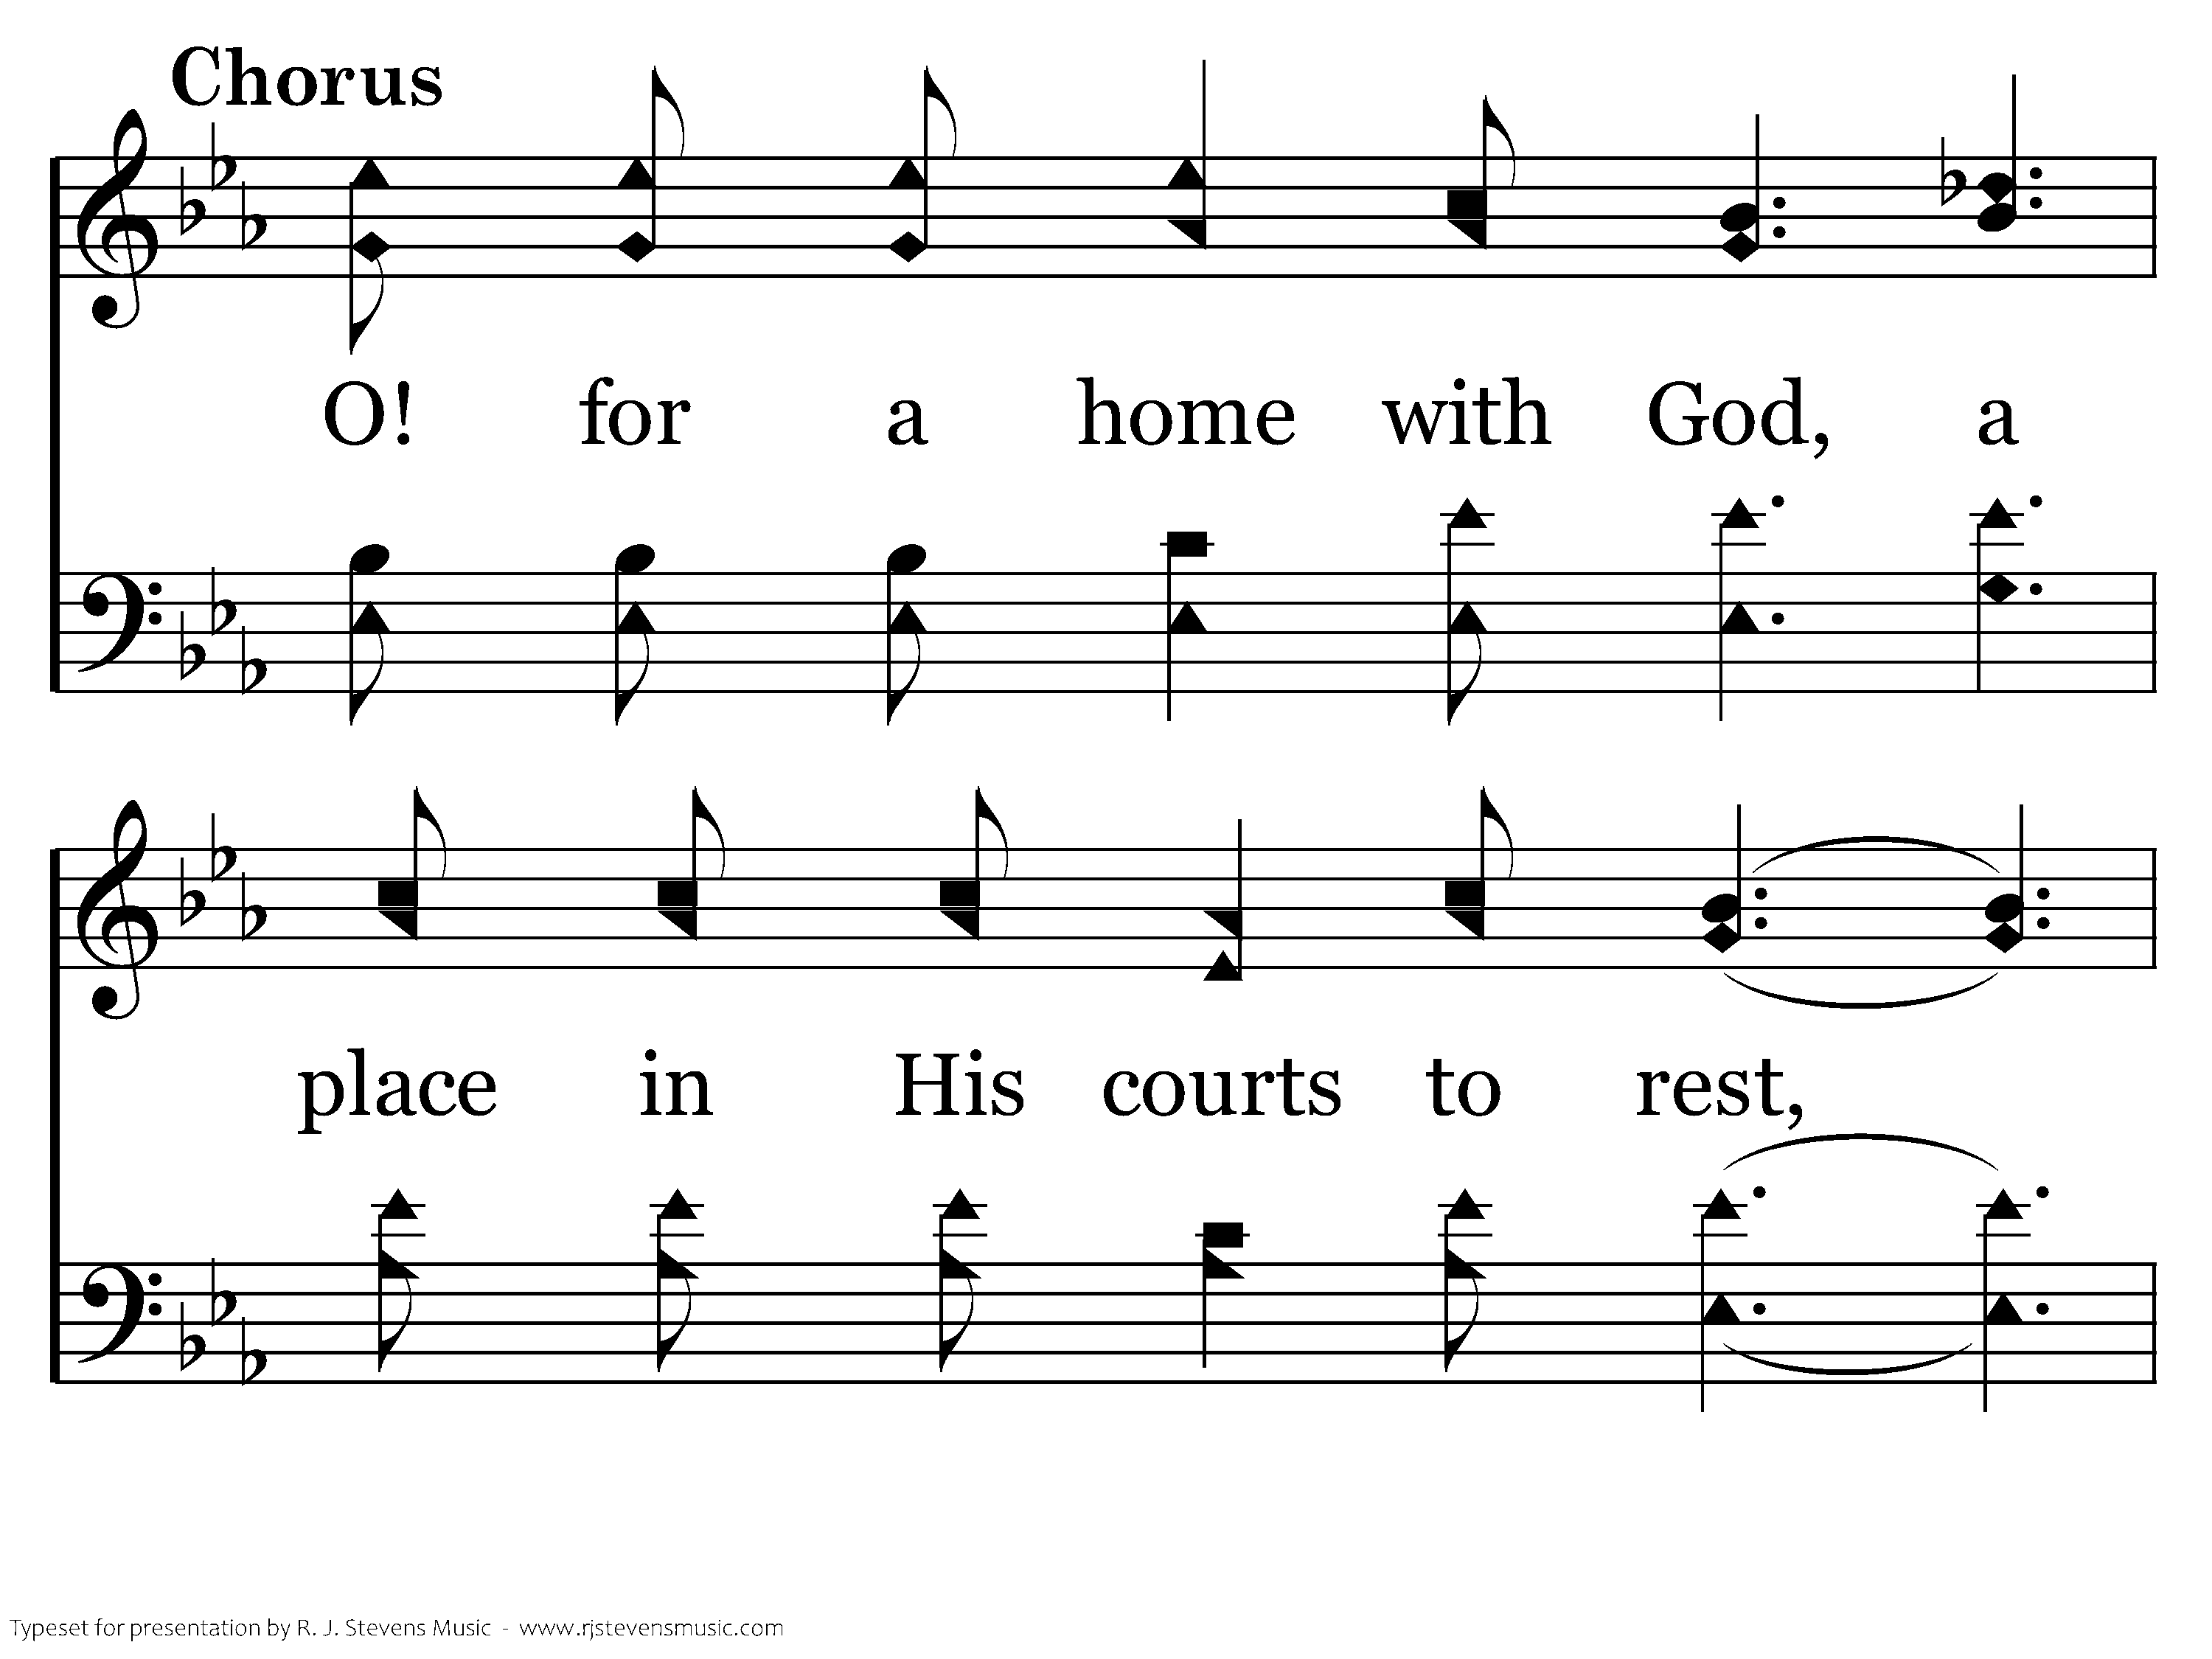 Chorus
O! for a home with God, a
place in His courts to rest,
Typeset for presentation by R. J. Stevens Music - www.rjstevensmusic.com